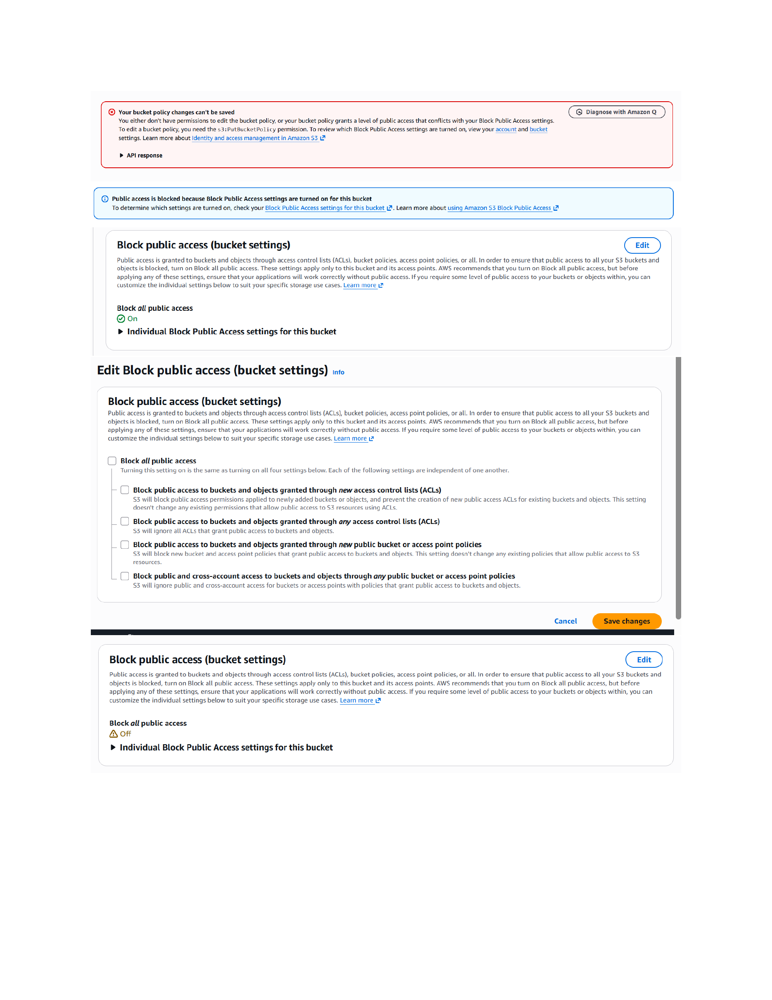 Your bucket policy changes can't be saved
Diagnose with Amazon Q
You either don't have permissions to edit the bucket policy, or your bucket policy grants a level of public access that conflicts with your Block Public Access settings.
To edit a bucket policy, you need the s3:PutBucketPolicy permission. To review which Block Public Access settings are turned on, view your account and bucket
settings. Learn more about Identity and access management in Amazon S3
API response
Public access is blocked because Block Public Access settings are turned on for this bucket
To determine which settings are turned on, check your Block Public Access settings for this bucket. Learn more about using Amazon S3 Block Public Access
Block public access (bucket settings)
Edit
Public access is granted to buckets and objects through access control lists (ACLs), bucket policies, access point policies, or all. In order to ensure that public access to all your S3 buckets and
objects is blocked, turn on Block all public access. These settings apply only to this bucket and its access points. AWS recommends that you turn on Block all public access, but before
applying any of these settings, ensure that your applications will work correctly without public access. If you require some level of public access to your buckets or objects within, you can
customize the individual settings below to suit your specific storage use cases. Learn more
Block all public access
On
Individual Block Public Access settings for this bucket
Edit Block public access (bucket settings) Info
Block public access (bucket settings)
Public access is granted to buckets and objects through access control lists (ACLs), bucket policies, access point policies, or all. In order to ensure that public access to all your S3 buckets and
objects is blocked, turn on Block all public access. These settings apply only to this bucket and its access points. AWS recommends that you turn on Block all public access, but before
applying any of these settings, ensure that your applications will work correctly without public access. If you require some level of public access to your buckets or objects within, you can
customize the individual settings below to suit your specific storage use cases. Learn more
Block all public access
Turning this setting on is the same as turning on all four settings below. Each of the following settings are independent of one another.
Block public access to buckets and objects granted through new access control lists (ACLs)
S3 will block public access permissions applied to newly added buckets or objects, and prevent the creation of new public access ACLs for existing buckets and objects. This setting
doesn't change any existing permissions that allow public access to S3 resources using ACLs.
Block public access to buckets and objects granted through any access control lists (ACLs)
S3 will ignore all ACLs that grant public access to buckets and objects.
Block public access to buckets and objects granted through new public bucket or access point policies
S3 will block new bucket and access point policies that grant public access to buckets and objects. This setting doesn't change any existing policies that allow public access to S3
resources.
Block public and cross-account access to buckets and objects through any public bucket or access point policies
S3 will ignore public and cross-account access for buckets or access points with policies that grant public access to buckets and objects.
Cancel
Save changes
Block public access (bucket settings)
Edit
Public access is granted to buckets and objects through access control lists (ACLs), bucket policies, access point policies, or all. In order to ensure that public access to all your S3 buckets and
objects is blocked, turn on Block all public access. These settings apply only to this bucket and its access points. AWS recommends that you turn on Block all public access, but before
applying any of these settings, ensure that your applications will work correctly without public access. If you require some level of public access to your buckets or objects within, you can
customize the individual settings below to suit your specific storage use cases. Learn more
Block all public access
Off
Individual Block Public Access settings for this bucket